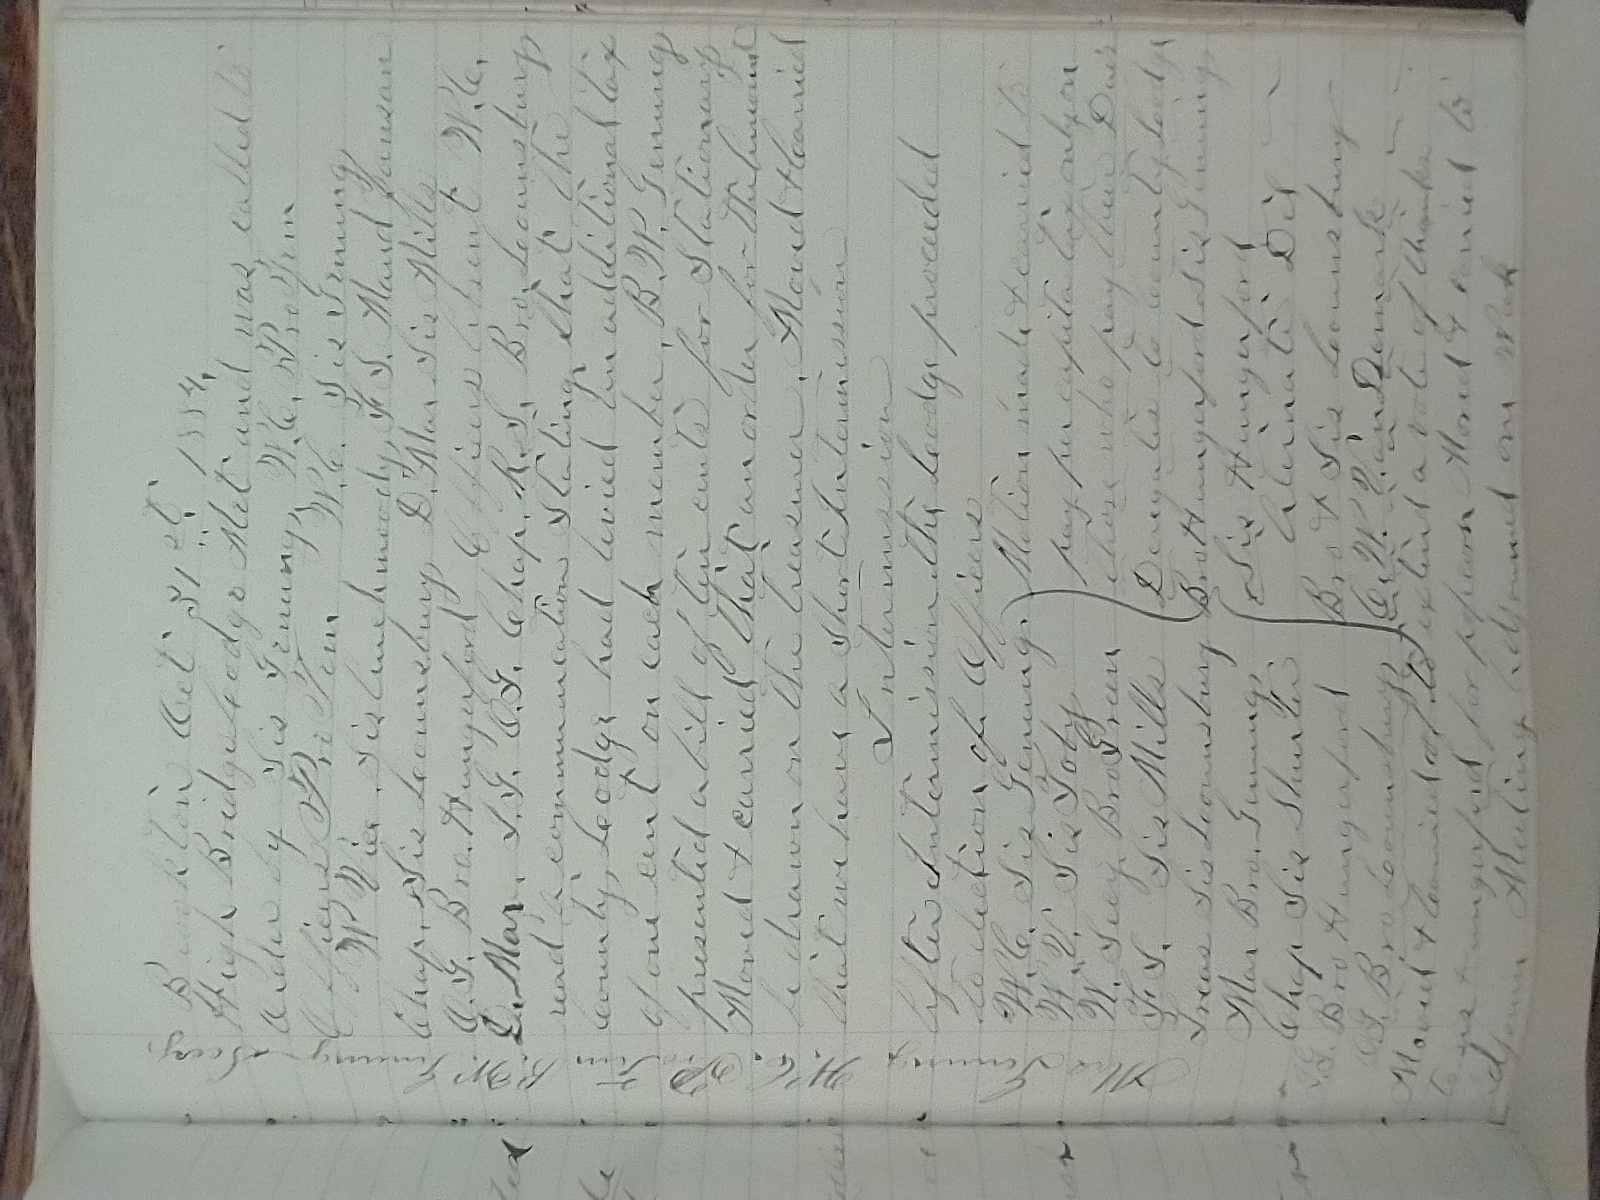 Brookton Oct 31st 1884,
High Bridge Lodge Met and was called to
Order by Sis Genung, W.C. Pro Tem
Officers Pro Tem W.C. Sis Genung,
W Vice Sis Auchmoody, F S. Maud Jansan
Chap. Sis Lounsbury, D. Mar Sis Mills
O.G. Bro. Hungerford Officers Absent W.C.
D. Mar, I.G. O.G. Chap. R.S. Bro. Lounsbury,
read a communication Stating, that the
County, Lodge had levied an additional tax
of one cent on each member, B.W. Genung,
presented a bill of ten cents for Stationary
Moved & carried that an order for the Amount
be drawn on the treasurer. Moved & Carried
that we have a Short Intermission
Intermission
After Intermission the Lodge proceeded
to election of Officers
W.C. Sis Genung.
W. V. Sis Toby
W. Secy Bro Green
F S. Sis Mills
Treas Sis Lounsbury
Mar Bro. Genung,
Chap Sis Shurter
I.G. Bro Hungerford
O.G. Bro Lounsbury,
Motion made & carried to
pay per capita tax only on
those who pay their Due's
Deregates to County Lodge
Bro Hungerford Sis Genung,
Sis Hungerford
Alternate Del
Bro & Sis Lounsbury
C. W. VanDemark
Moved & Carried to extend a vote of thanks
to Hungerford for popcorn Moved & carried to
adjourn Meeting Adjourned one Week
Mrs Genung W.C. Pro Tem B.W. Genung Secy.